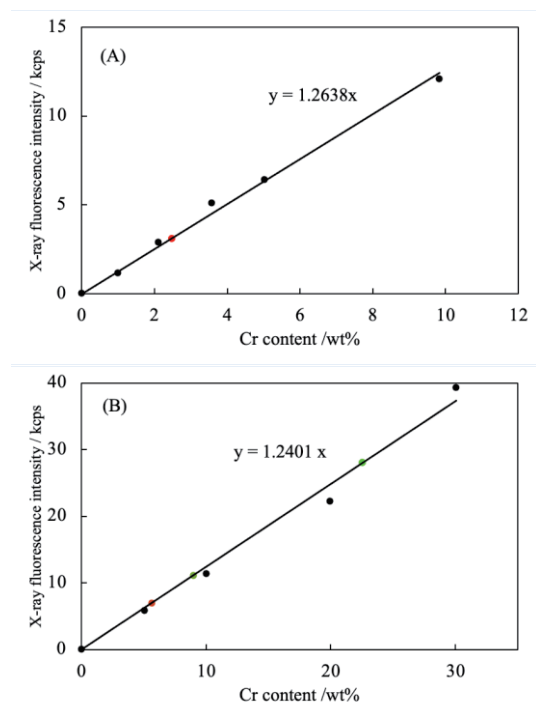 15
(A)
y = 1.2638x
10
5
0
0 2 4 6 8 10 12
X-ray fluorescence intensity / kcps
Cr content /wt%
40
(B)
30
y = 1.2401 x
20
10
0
0 10 20 30
X-ray fluorescence intensity / kcps
Cr content /wt%